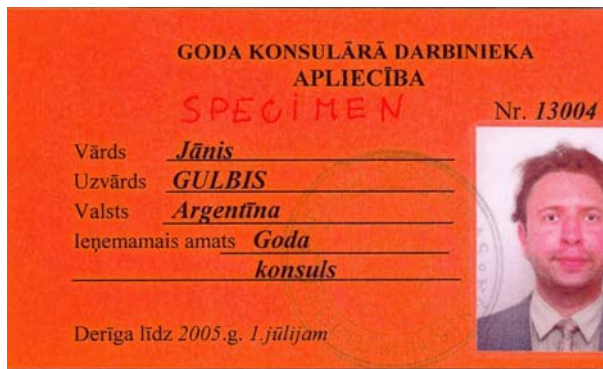 GODA KONSULĀRĀ DARBINIEKA
APLIECĪBA
SPECIMEN
Nr. 13004
Vārds Jānis
Uzvārds GULBIS
Valsts Argentīna
Ieņemamais amats Goda
konsuls
Derīga līdz 2005.g. 1.jūlijam